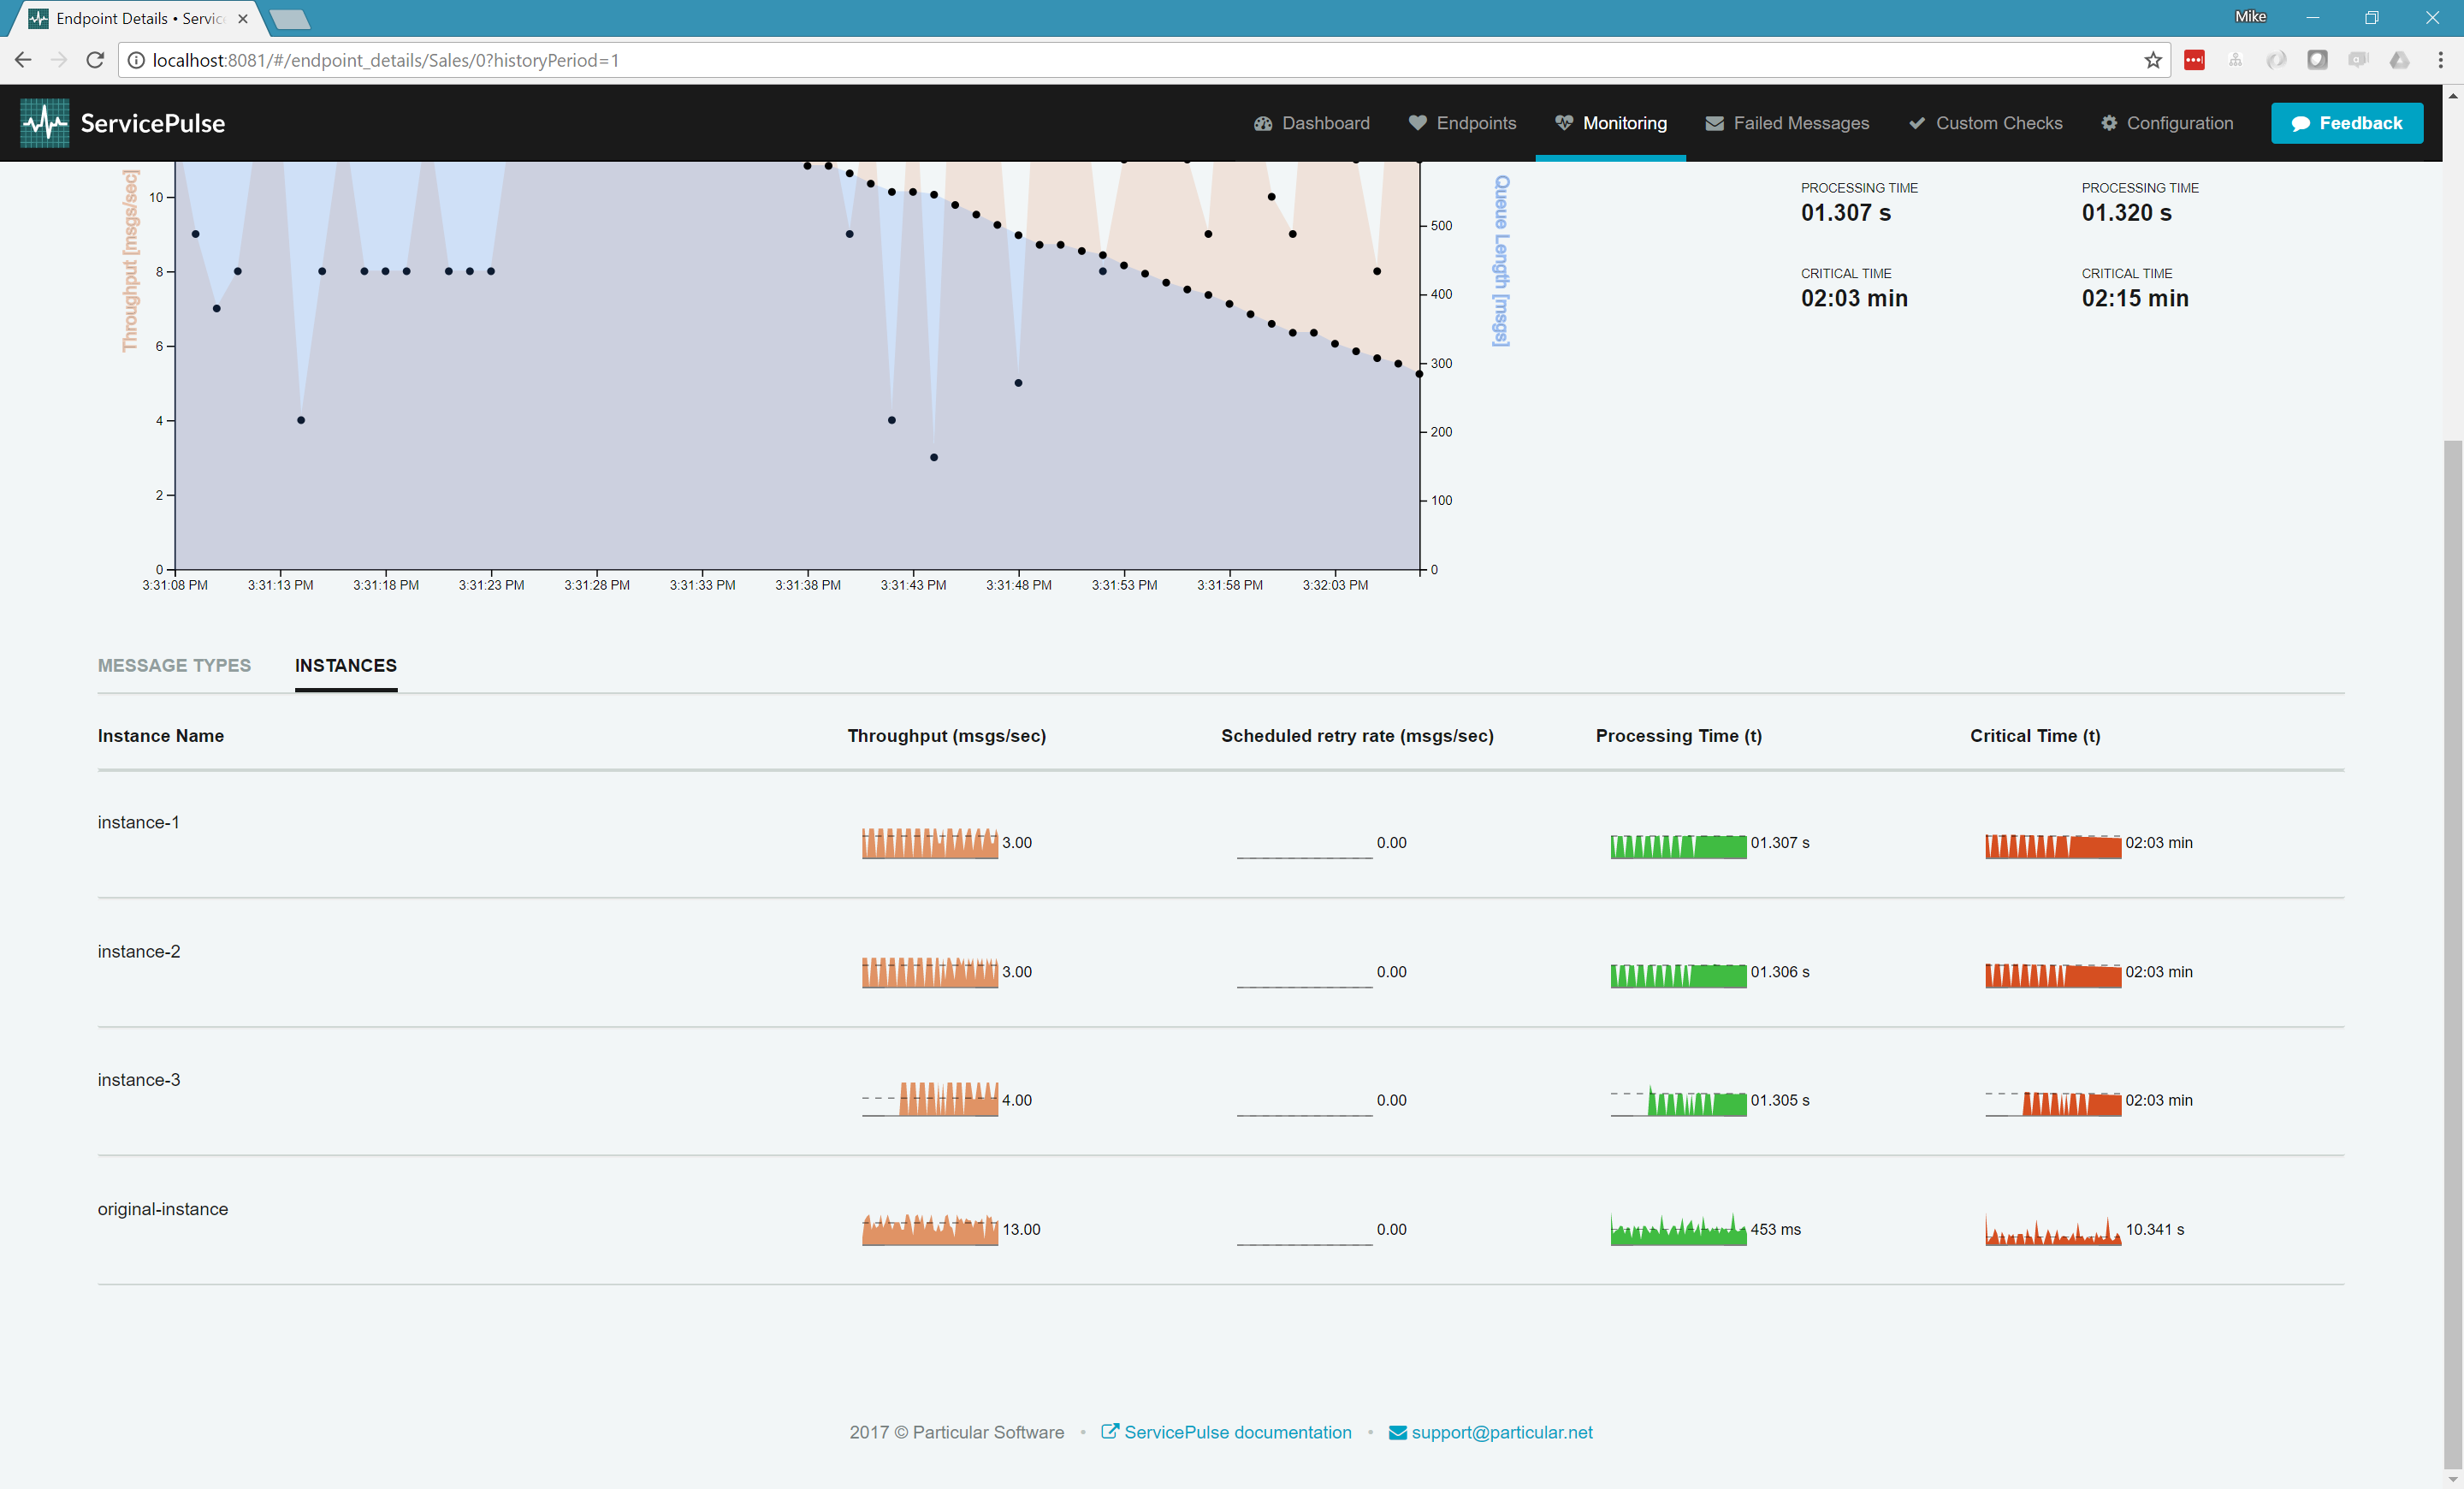 Endpoint Details • Servic
Mike
localhost:8081/#/endpoint_details/Sales/0?historyPeriod=1
ServicePulse
Dashboard
Endpoints
Monitoring
Failed Messages
Custom Checks
Configuration
Feedback
Throughput [msgs/sec]
10
8
6
4
2
0
Queue Length [msgs]
500
400
300
200
100
0
3:31:08 PM 3:31:13 PM 3:31:18 PM 3:31:23 PM 3:31:28 PM 3:31:33 PM 3:31:38 PM 3:31:43 PM 3:31:48 PM 3:31:53 PM 3:31:58 PM 3:32:03 PM
PROCESSING TIME PROCESSING TIME
01.307 s 01.320 s
CRITICAL TIME CRITICAL TIME
02:03 min 02:15 min
MESSAGE TYPES INSTANCES
Instance Name Throughput (msgs/sec) Scheduled retry rate (msgs/sec) Processing Time (t) Critical Time (t)
instance-1 3.00 0.00 01.307 s 02:03 min
instance-2 3.00 0.00 01.306 s 02:03 min
instance-3 4.00 0.00 01.305 s 02:03 min
original-instance 13.00 0.00 453 ms 10.341 s
2017 © Particular Software • ServicePulse documentation • support@particular.net